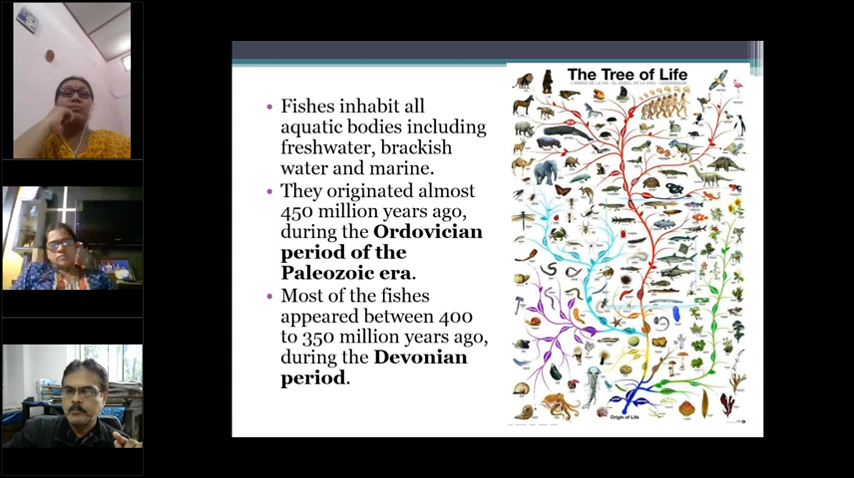 • Fishes inhabit all
aquatic bodies including
freshwater, brackish
water and marine.
• They originated almost
450 million years ago,
during the Ordovician
period of the
Paleozoic era.
• Most of the fishes
appeared between 400
to 350 million years ago,
during the Devonian
period.
The Tree of Life
Origin of Life